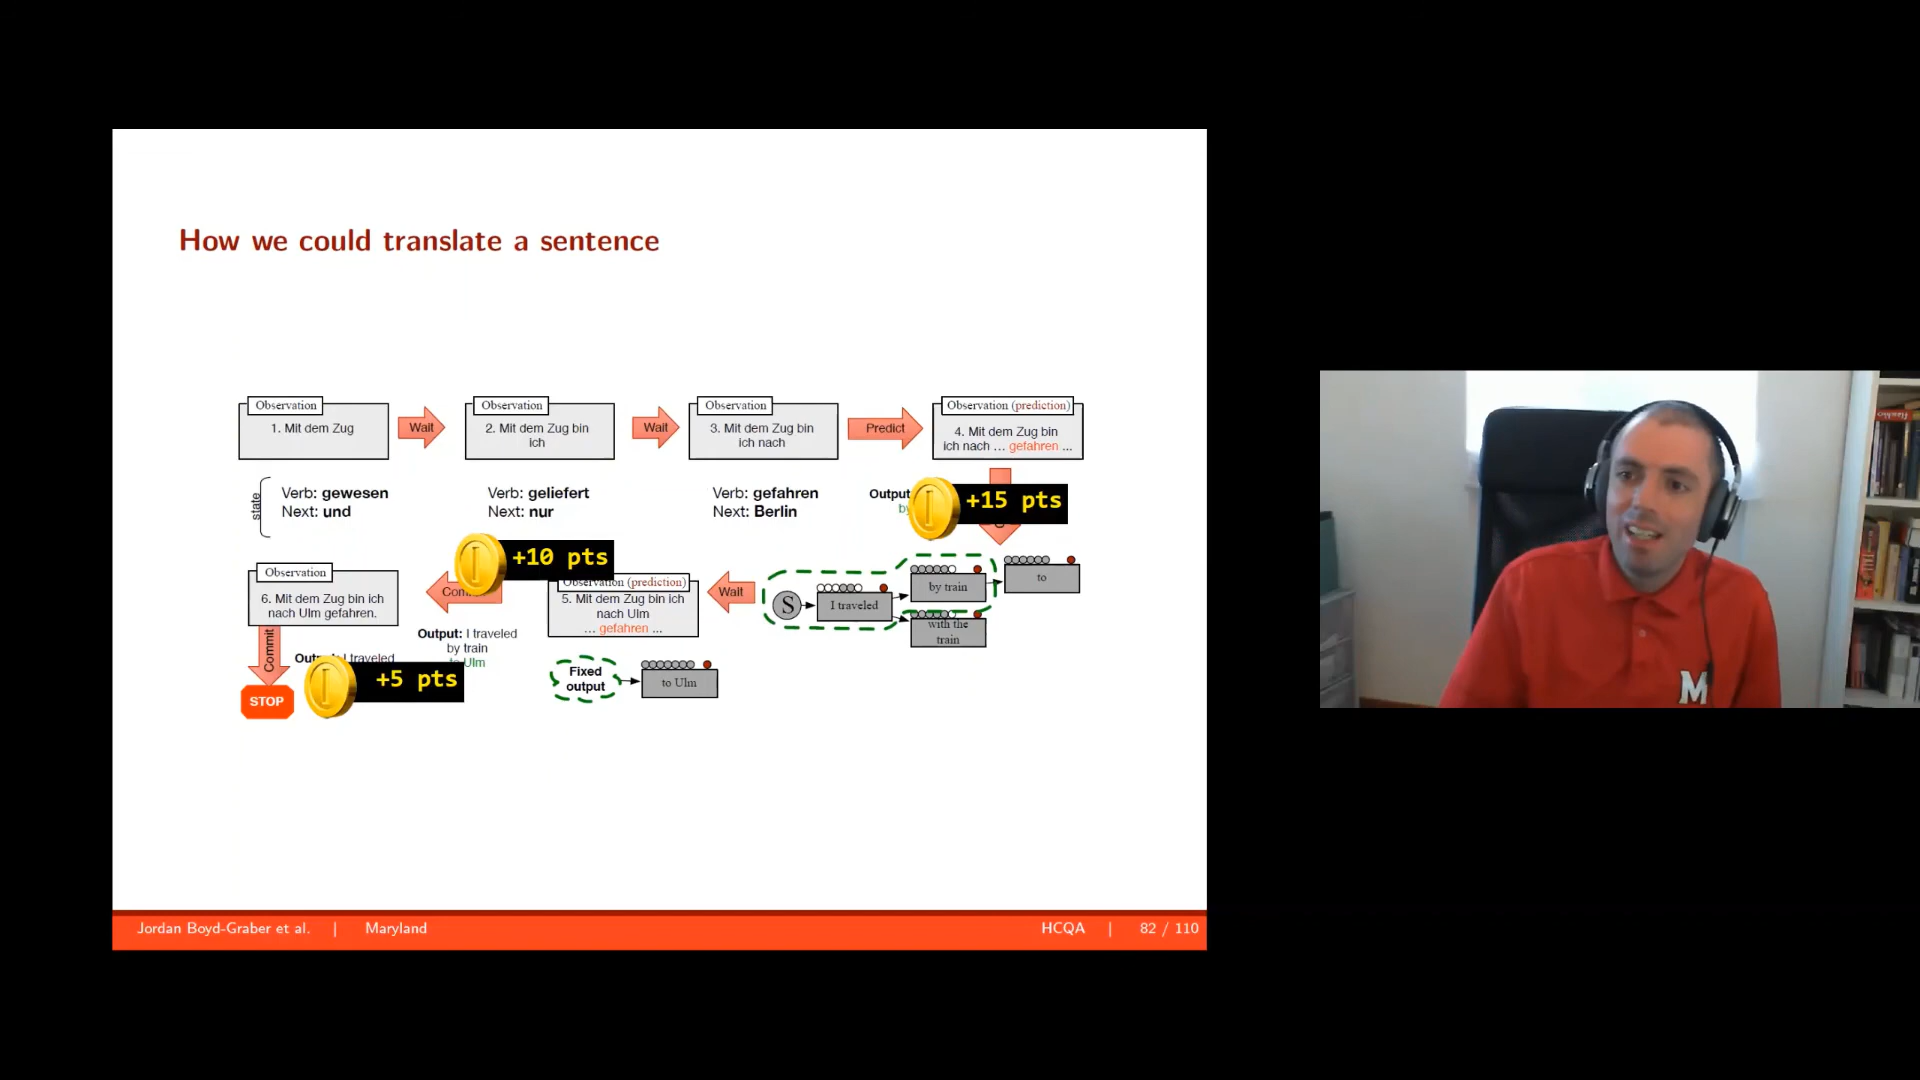 How we could translate a sentence
Observation
1. Mit dem Zug
Wait
Observation
2. Mit dem Zug bin
ich
Wait
Observation
3. Mit dem Zug bin
ich nach
Predict
Observation (prediction)
4. Mit dem Zug bin
ich nach ... gefahren ...
state
Verb: gewesen
Next: und
Verb: geliefert
Next: nur
Verb: gefahren
Next: Berlin
Output
by
+15 pts
S
I traveled
by train
to
with the
train
Wait
Observation (prediction)
5. Mit dem Zug bin ich
nach Ulm
... gefahren ...
Fixed
output
to Ulm
+10 pts
Output: I traveled
by train
to Ulm
Observation
6. Mit dem Zug bin ich
nach Ulm gefahren.
Commit
I traveled
+5 pts
STOP
Jordan Boyd-Graber et al. | Maryland
HCQA | 82 / 110
M